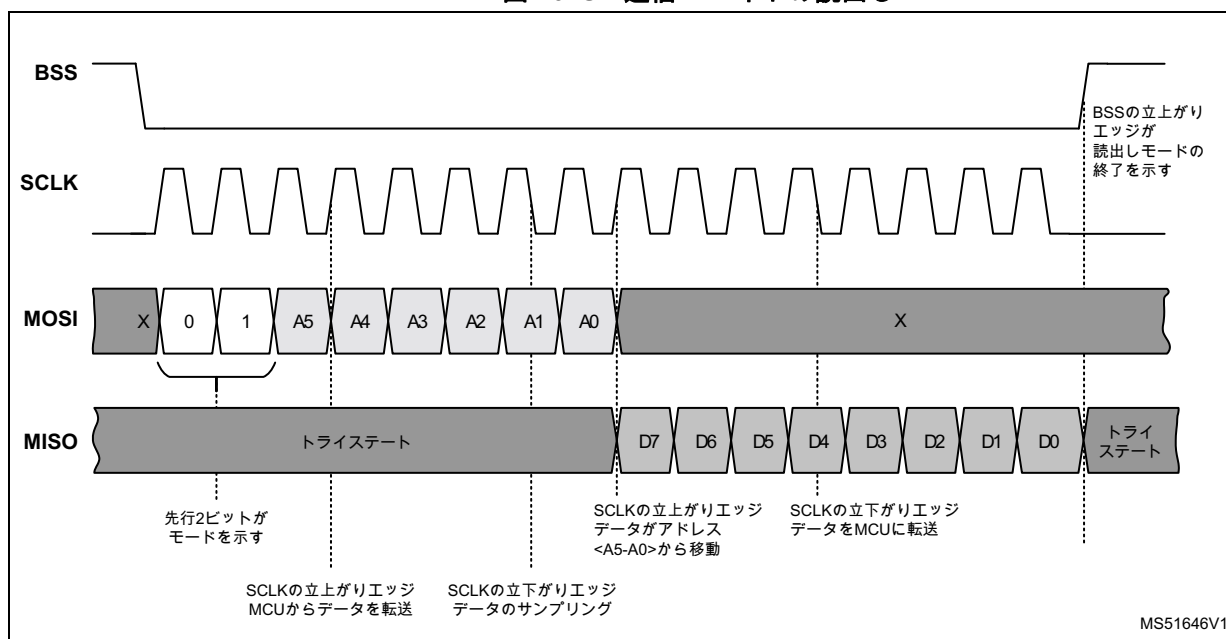 BSS
BSSの立上がり
エッジが
読出しモードの
終了を示す
SCLK
MOSI
X 0 1 A5 A4 A3 A2 A1 A0 X
MISO
トライステート D7 D6 D5 D4 D3 D2 D1 D0 トライ
ステート
先行2ビットが
モードを示す
SCLKの立上がりエッジ
データがアドレス
<A5-A0>から移動
SCLKの立下がりエッジ
データをMCUに転送
SCLKの立上がりエッジ
MCUからデータを転送
SCLKの立下がりエッジ
データのサンプリング
MS51646V1